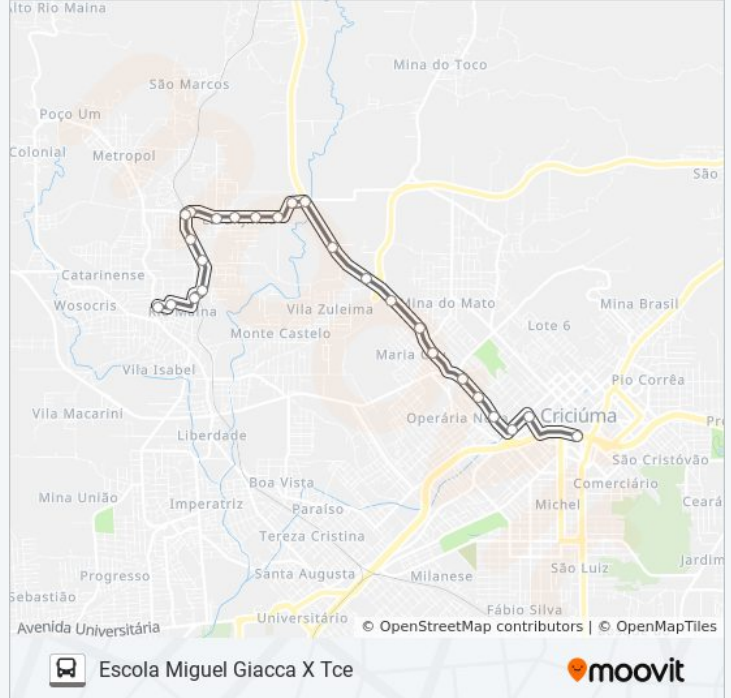 lto Rio Maina
Mina do Toco
São Marcos
Poço Um
Colonial
Metropol
São
Catarinense
Wosocris
Vila Zuleima
Mina do Mato
Mina Brasil
Monte Castelo
Lote 6
Maria
Vila Isabel
Pio Corrêa
Vila Macarini
Operária N
Criciúma
Pre
Liberdade
São Cristóvão
Boa Vista
Comerciário
Mina União
Imperatriz
Paraíso
Michel
Ceará
Tereza Cristina
Progresso
Santa Augusta
Milanese
São Luiz
Jardim
Sebastião
Universitário
Fábio Silva
Avenida Universitária
© OpenStreetMap contributors | © OpenMapTiles
Escola Miguel Giacca X Tce
moovit